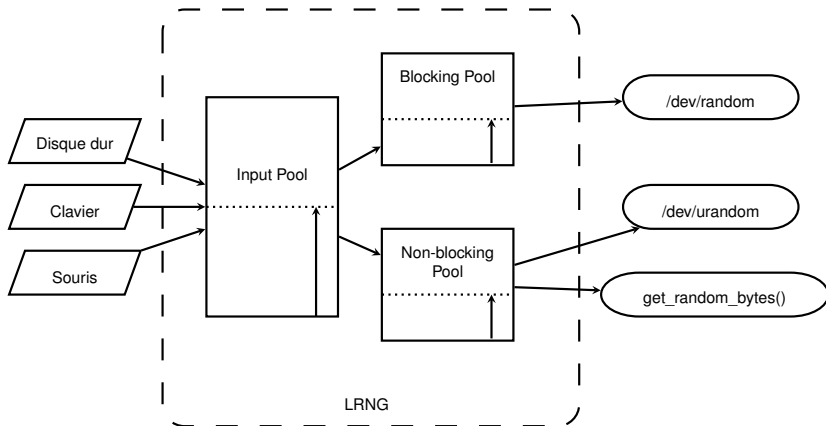 Disque dur
Clavier
Souris
Input Pool
Blocking Pool
Non-blocking
Pool
/dev/random
/dev/urandom
get_random_bytes()
LRNG